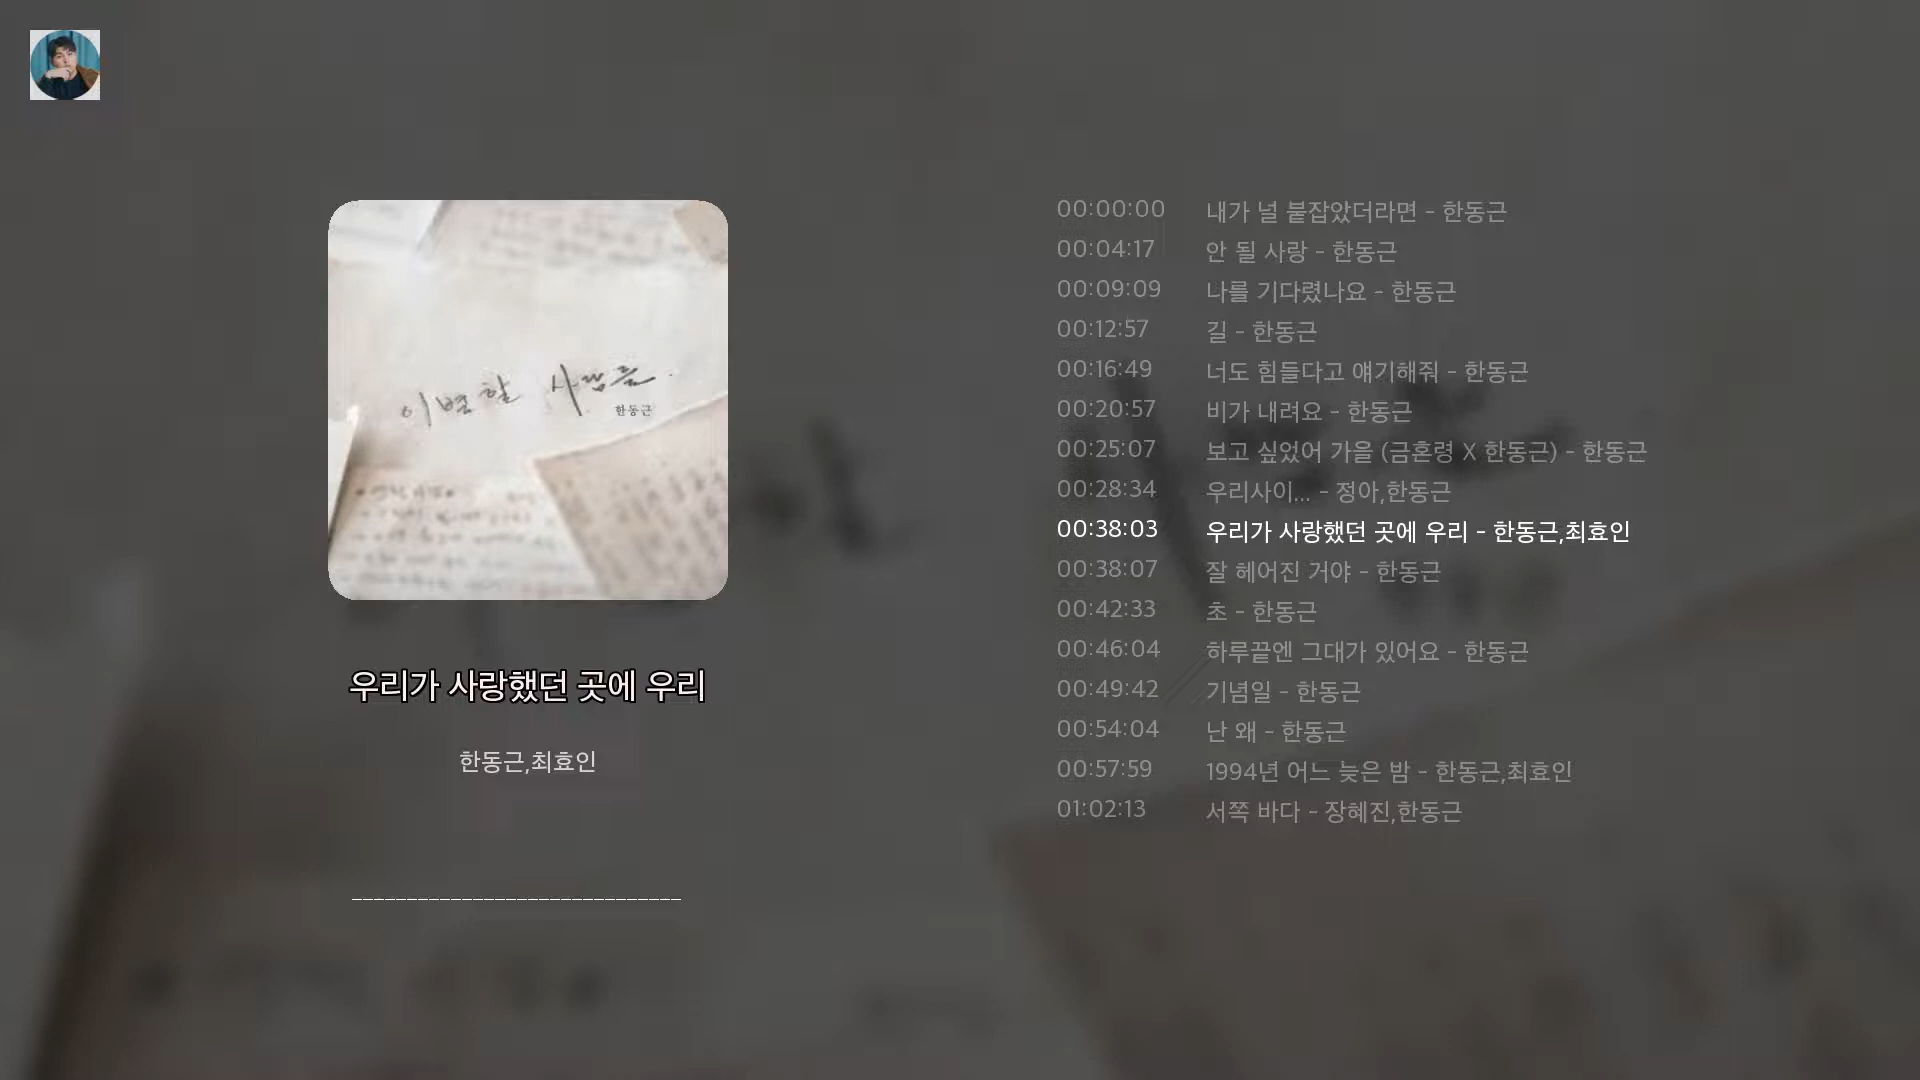 이별할 사람들
한동근
우리가 사랑했던 곳에 우리
한동근,최효인
00:00:00 내가 널 붙잡았더라면 - 한동근
00:04:17 안 될 사랑 - 한동근
00:09:09 나를 기다렸나요 - 한동근
00:12:57 길 - 한동근
00:16:49 너도 힘들다고 얘기해줘 - 한동근
00:20:57 비가 내려요 - 한동근
00:25:07 보고 싶었어 가을 (금혼령 X 한동근) - 한동근
00:28:34 우리사이... - 정아,한동근
00:38:03 우리가 사랑했던 곳에 우리 - 한동근,최효인
00:38:07 잘 헤어진 거야 - 한동근
00:42:33 초 - 한동근
00:46:04 하루끝엔 그대가 있어요 - 한동근
00:49:42 기념일 - 한동근
00:54:04 난 왜 - 한동근
00:57:59 1994년 어느 늦은 밤 - 한동근,최효인
01:02:13 서쪽 바다 - 장혜진,한동근